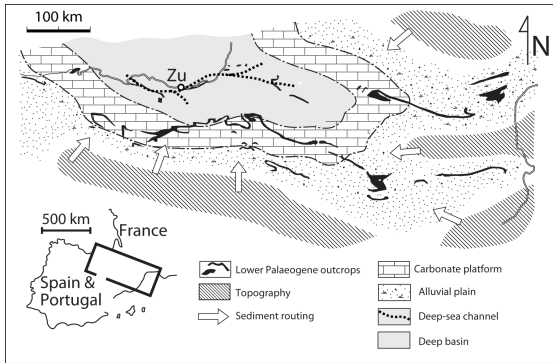 100 km
N
Zu
500 km
France
Spain &
Portugal
Lower Palaeogene outcrops
Topography
Sediment routing
Carbonate platform
Alluvial plain
Deep-sea channel
Deep basin